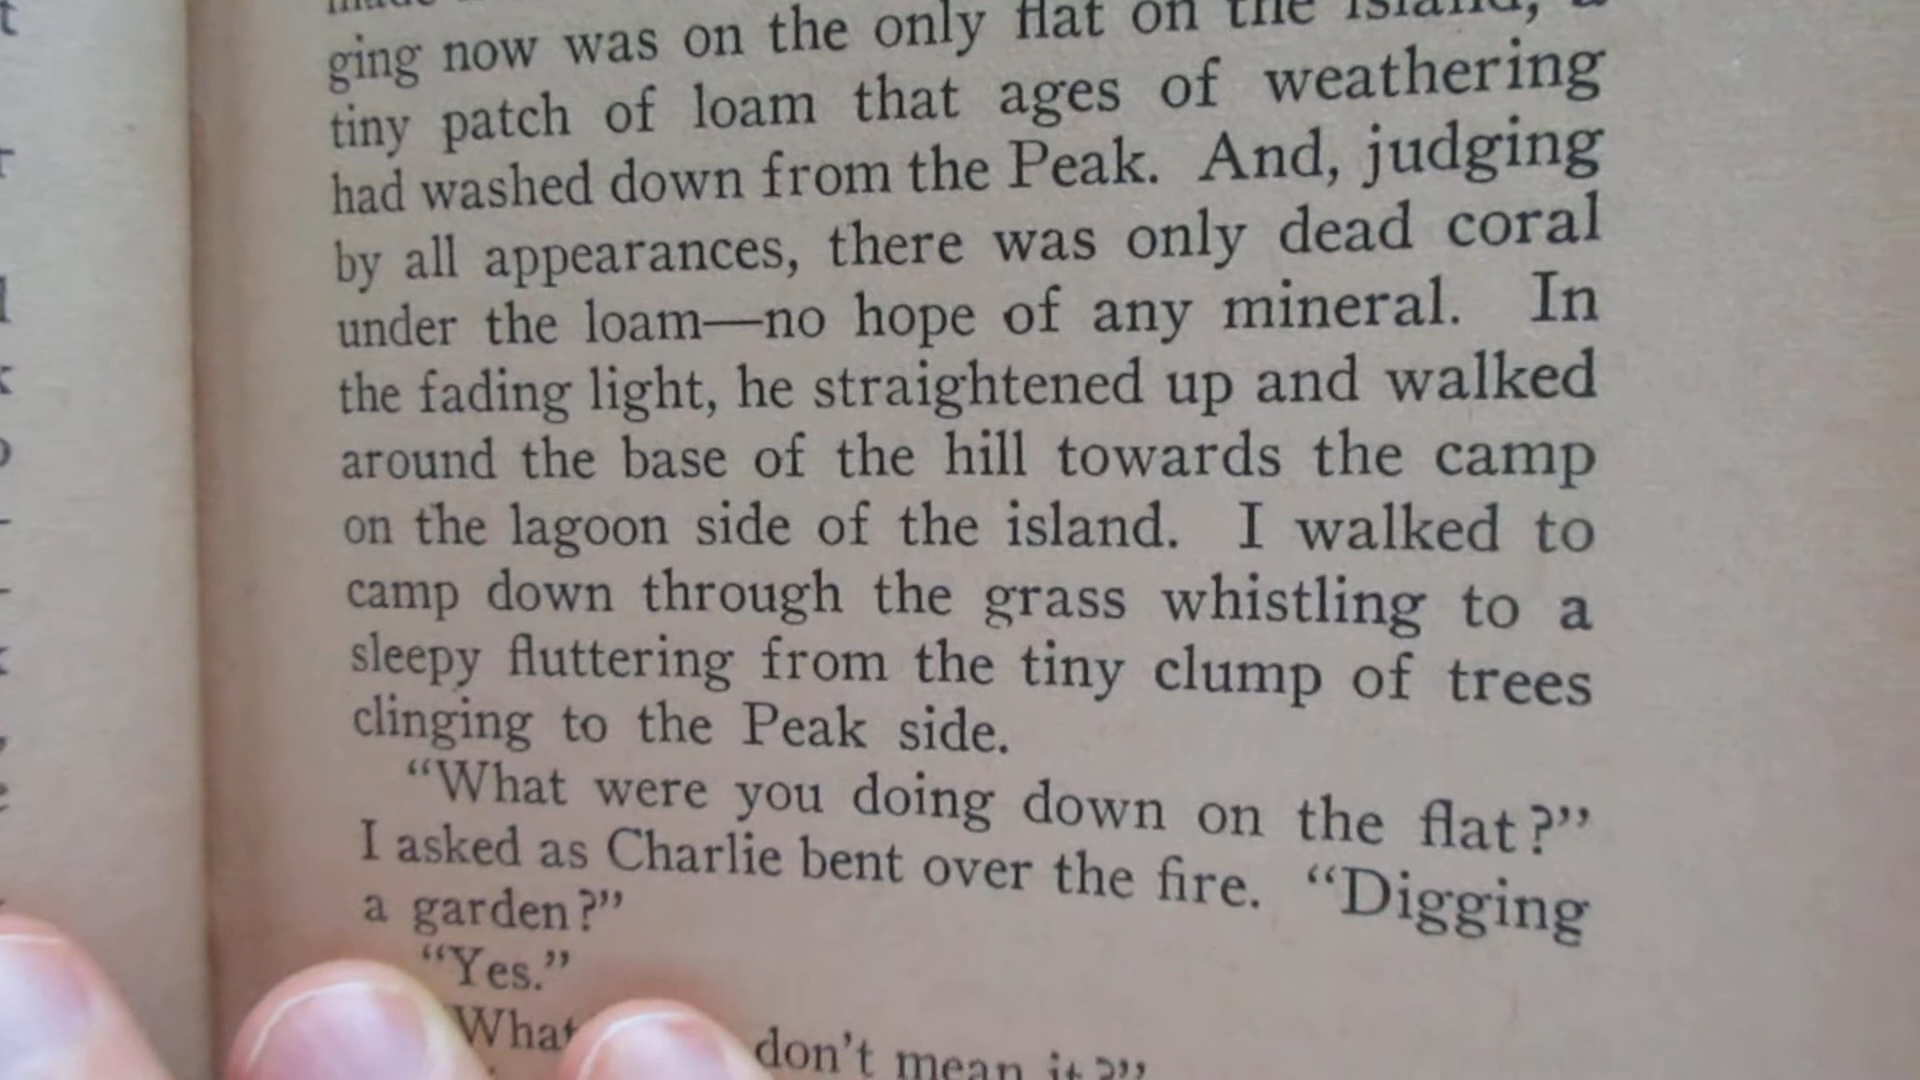 ging now was on the only flat on the island, a
tiny patch of loam that ages of weathering
had washed down from the Peak. And, judging
by all appearances, there was only dead coral
under the loam—no hope of any mineral. In
the fading light, he straightened up and walked
around the base of the hill towards the camp
on the lagoon side of the island. I walked to
camp down through the grass whistling to a
sleepy fluttering from the tiny clump of trees
clinging to the Peak side.
“What were you doing down on the flat?”
I asked as Charlie bent over the fire. “Digging
a garden?”
“Yes.”
What don't mean it?”